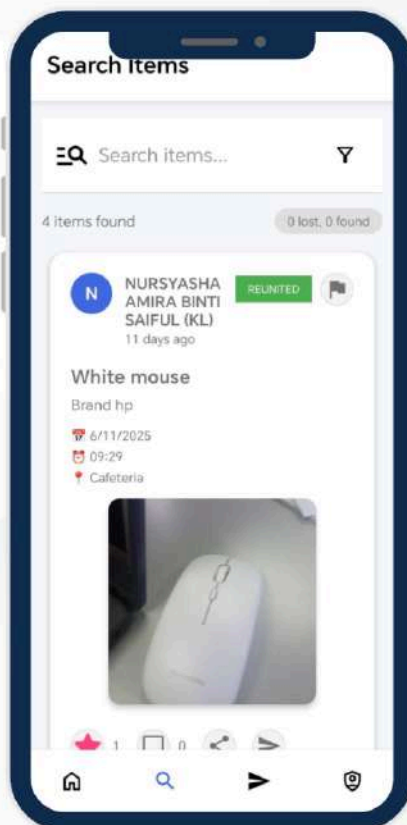 Search Items
Search items...
4 items found
0 lost, 0 found
N
NURSYASHA
AMIRA BINTI
SAIFUL (KL)
REUNITED
11 days ago
White mouse
Brand hp
6/11/2025
09:29
Cafeteria
1
0